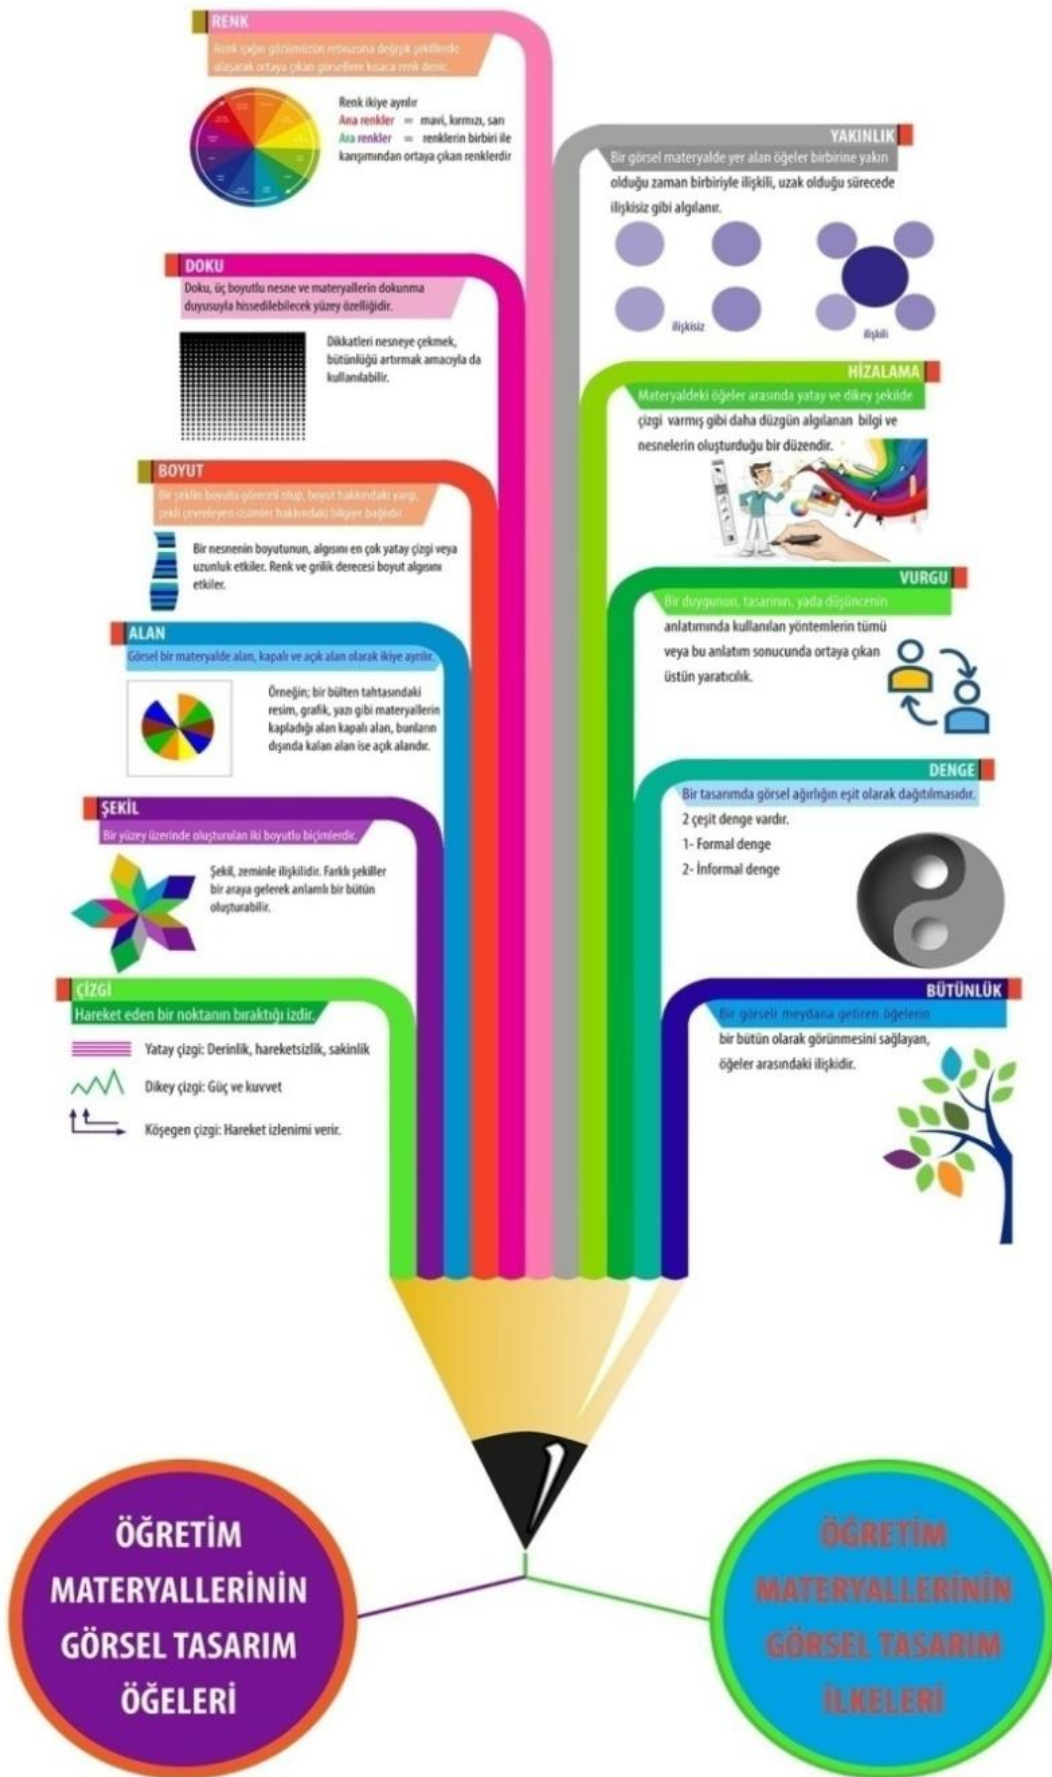 RENK
Renk ışığın gözümüzün retinasına değişik şekillerde
ulaşarak ortaya çıkan görsellere kısaca renk denir.
Renk ikiye ayrılır
Ana renkler = mavi, kırmızı, sarı
Ara renkler = renklerin birbiri ile
karışımından ortaya çıkan renklerdir
DOKU
Doku, üç boyutlu nesne ve materyallerin dokunma
duyusuyla hissedilebilecek yüzey özelliğidir.
Dikkatleri nesneye çekmek,
bütünlüğü artırmak amacıyla da
kullanılabilir.
BOYUT
Bir şeklin boyutu göreceli olup, boyut hakkındaki yargı,
şekli çevreleyen cisimler hakkındaki bilgiye bağlıdır.
Bir nesnenin boyutunun, algısını en çok yatay çizgi veya
uzunluk etkiler. Renk ve grilik derecesi boyut algısını
etkiler.
ALAN
Görsel bir materyalde alan, kapalı ve açık alan olarak ikiye ayrılır.
Örneğin; bir bülten tahtasındaki
resim, grafik, yazı gibi materyallerin
kapladığı alan kapalı alan, bunların
dışında kalan alan ise açık alandır.
ŞEKİL
Bir yüzey üzerinde oluşturulan iki boyutlu biçimlerdir.
Şekil, zeminle ilişkilidir. Farklı şekiller
bir araya gelerek anlamlı bir bütün
oluşturabilir.
ÇİZGİ
Hareket eden bir noktanın bıraktığı izdir.
Yatay çizgi: Derinlik, hareketsizlik, sakinlik
Dikey çizgi: Güç ve kuvvet
Köşegen çizgi: Hareket izlenimi verir.
YAKINLIK
Bir görsel materyalde yer alan öğeler birbirine yakın
olduğu zaman birbiriyle ilişkili, uzak olduğu sürecede
ilişkisiz gibi algılanır.
ilişkisiz
ilişkili
HİZALAMA
Materyaldeki öğeler arasında yatay ve dikey şekilde
çizgi varmış gibi daha düzgün algılanan bilgi ve
nesnelerin oluşturduğu bir düzendir.
VURGU
Bir duygunun, tasarının, yada düşüncenin
anlatımında kullanılan yöntemlerin tümü
veya bu anlatım sonucunda ortaya çıkan
üstün yaratıcılık.
DENGE
Bir tasarımda görsel ağırlığın eşit olarak dağıtılmasıdır.
2 çeşit denge vardır.
1- Formal denge
2- İnformal denge
BÜTÜNLÜK
Bir görseli meydana getiren öğelerin
bir bütün olarak görünmesini sağlayan,
öğeler arasındaki ilişkidir.
ÖĞRETİM
MATERYALLERİNİN
GÖRSEL TASARIM
ÖĞELERİ
ÖĞRETİM
MATERYALLERİNİN
GÖRSEL TASARIM
İLKELERİ